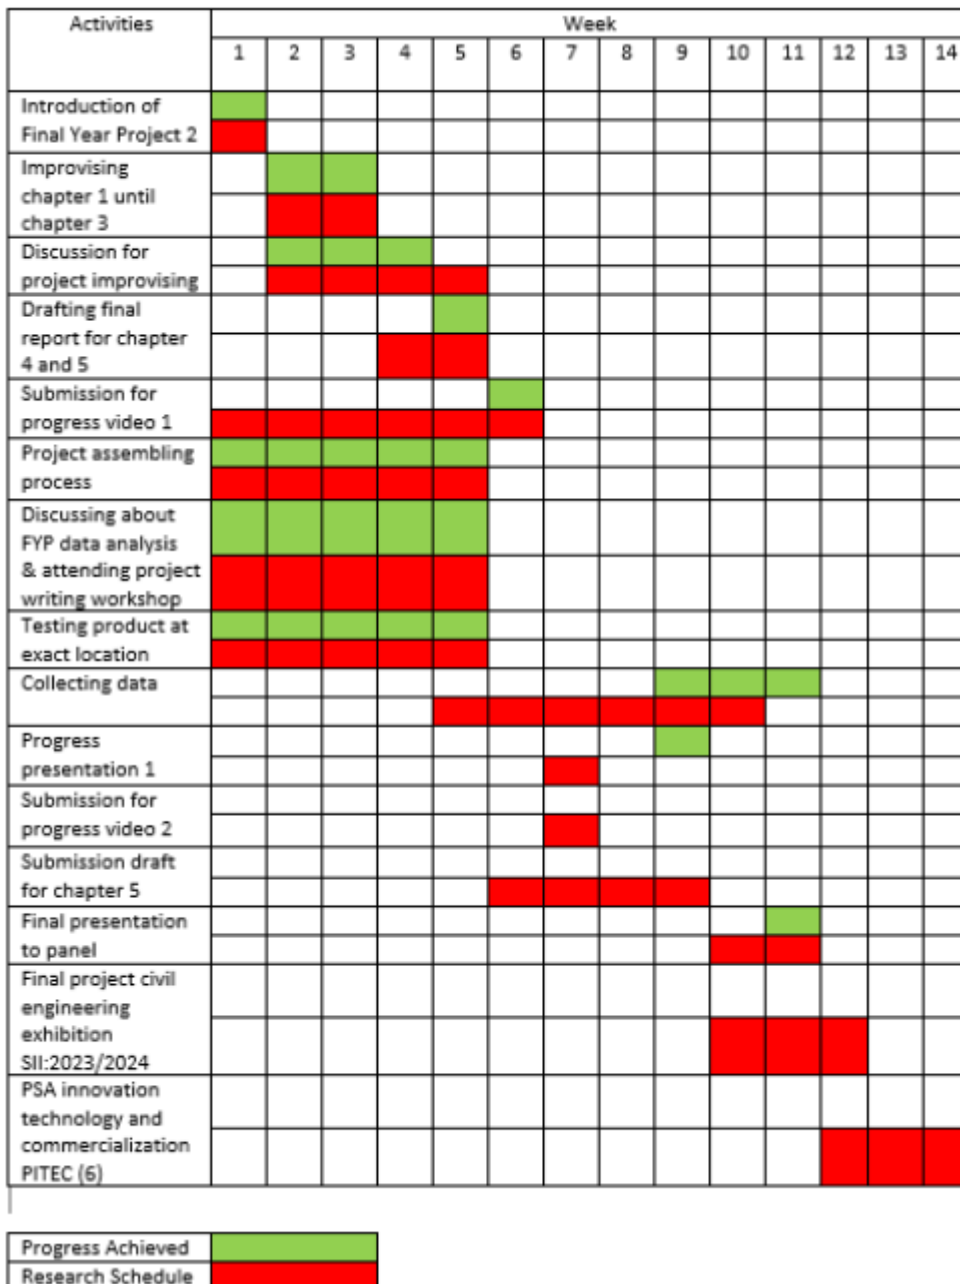 Activities
Week
1 2 3 4 5 6 7 8 9 10 11 12 13 14
Introduction of
Final Year Project 2
Improvising
chapter 1 until
chapter 3
Discussion for
project improvising
Drafting final
report for chapter
4 and 5
Submission for
progress video 1
Project assembling
process
Discussing about
FYP data analysis
& attending project
writing workshop
Testing product at
exact location
Collecting data
Progress
presentation 1
Submission for
progress video 2
Submission draft
for chapter 5
Final presentation
to panel
Final project civil
engineering
exhibition
SII:2023/2024
PSA innovation
technology and
commercialization
PITEC (6)
Progress Achieved
Research Schedule